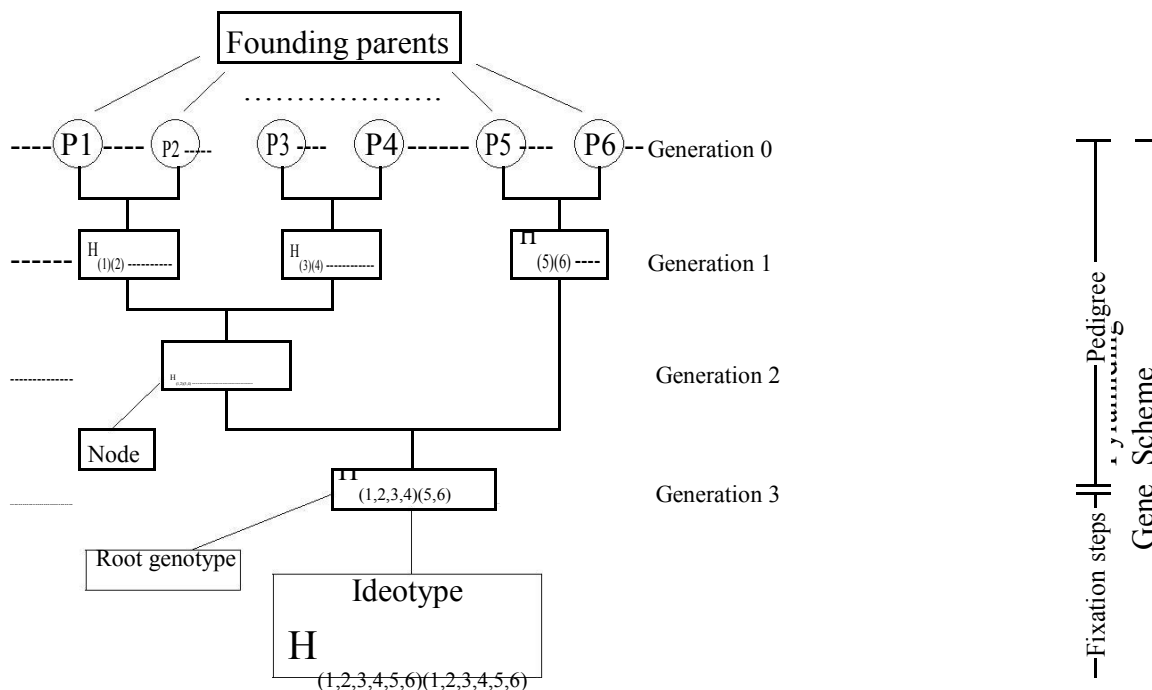 Founding parents
P1 P2 P3 P4 P5 P6 Generation 0
H(1)(2) H(3)(4) H(5)(6) Generation 1
H Generation 2
Node
H(1,2,3,4)(5,6) Generation 3
Root genotype
Ideotype
H(1,2,3,4,5,6)(1,2,3,4,5,6)
Pedigree
Fixation steps
Gene Scheme